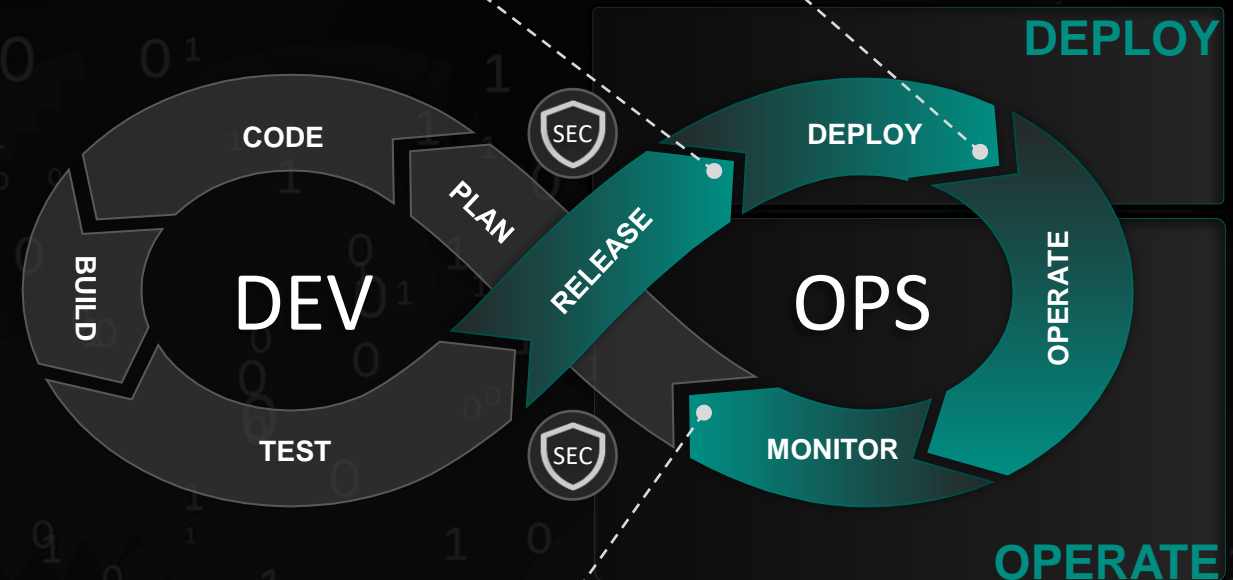 DEPLOY
CODE
SEC
DEPLOY
PLAN
RELEASE
BUILD
DEV
OPS
OPERATE
TEST
SEC
MONITOR
OPERATE